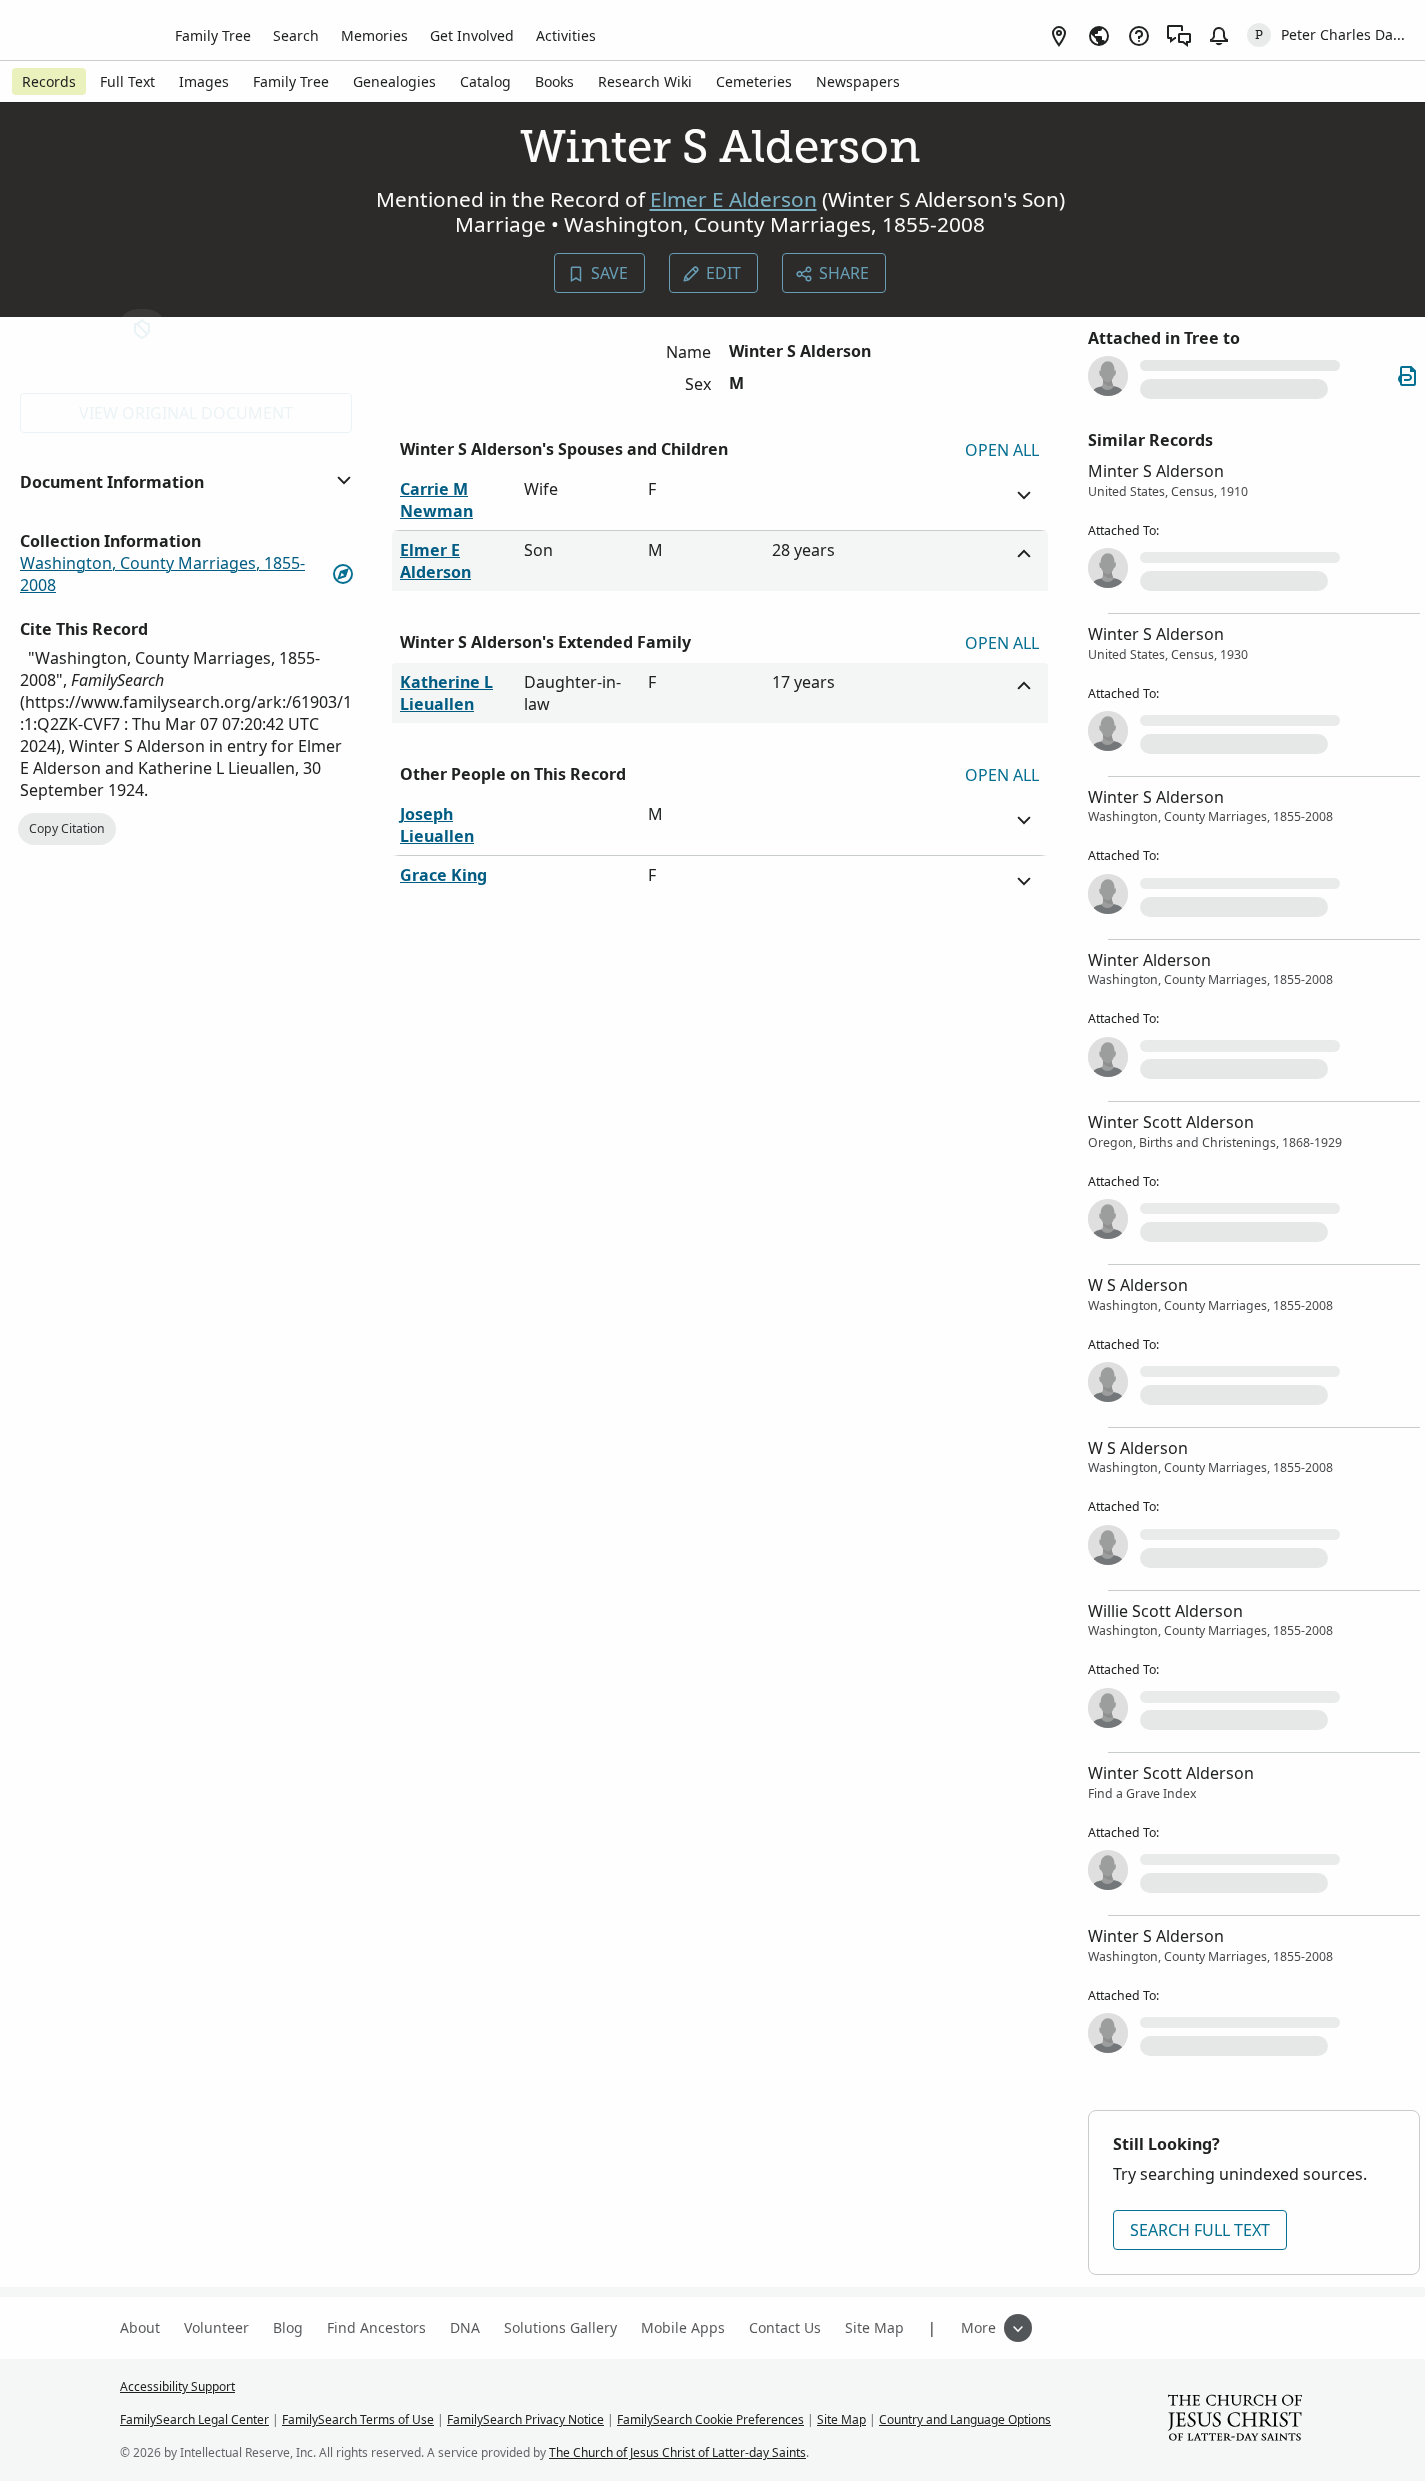 Family Tree Search Memories Get Involved Activities
P Peter Charles Da...
Records Full Text Images Family Tree Genealogies Catalog Books Research Wiki Cemeteries Newspapers
Winter S Alderson
Mentioned in the Record of Elmer E Alderson (Winter S Alderson's Son)
Marriage • Washington, County Marriages, 1855-2008
SAVE EDIT SHARE
VIEW ORIGINAL DOCUMENT
Document Information
Collection Information
Washington, County Marriages, 1855-
2008
Cite This Record
"Washington, County Marriages, 1855-
2008", FamilySearch
(https://www.familysearch.org/ark:/61903/1
:1:Q2ZK-CVF7 : Thu Mar 07 07:20:42 UTC
2024), Winter S Alderson in entry for Elmer
E Alderson and Katherine L Lieuallen, 30
September 1924.
Copy Citation
Name Winter S Alderson
Sex M
Winter S Alderson's Spouses and Children OPEN ALL
Carrie M Wife F
Newman
Elmer E Son M 28 years
Alderson
Winter S Alderson's Extended Family OPEN ALL
Katherine L Daughter-in- F 17 years
Lieuallen law
Other People on This Record OPEN ALL
Joseph M
Lieuallen
Grace King F
Attached in Tree to
Similar Records
Minter S Alderson
United States, Census, 1910
Attached To:
Winter S Alderson
United States, Census, 1930
Attached To:
Winter S Alderson
Washington, County Marriages, 1855-2008
Attached To:
Winter Alderson
Washington, County Marriages, 1855-2008
Attached To:
Winter Scott Alderson
Oregon, Births and Christenings, 1868-1929
Attached To:
W S Alderson
Washington, County Marriages, 1855-2008
Attached To:
W S Alderson
Washington, County Marriages, 1855-2008
Attached To:
Willie Scott Alderson
Washington, County Marriages, 1855-2008
Attached To:
Winter Scott Alderson
Find a Grave Index
Attached To:
Winter S Alderson
Washington, County Marriages, 1855-2008
Attached To:
Still Looking?
Try searching unindexed sources.
SEARCH FULL TEXT
About Volunteer Blog Find Ancestors DNA Solutions Gallery Mobile Apps Contact Us Site Map | More
Accessibility Support
FamilySearch Legal Center | FamilySearch Terms of Use | FamilySearch Privacy Notice | FamilySearch Cookie Preferences | Site Map | Country and Language Options
© 2026 by Intellectual Reserve, Inc. All rights reserved. A service provided by The Church of Jesus Christ of Latter-day Saints.
THE CHURCH OF
JESUS CHRIST
OF LATTER-DAY SAINTS